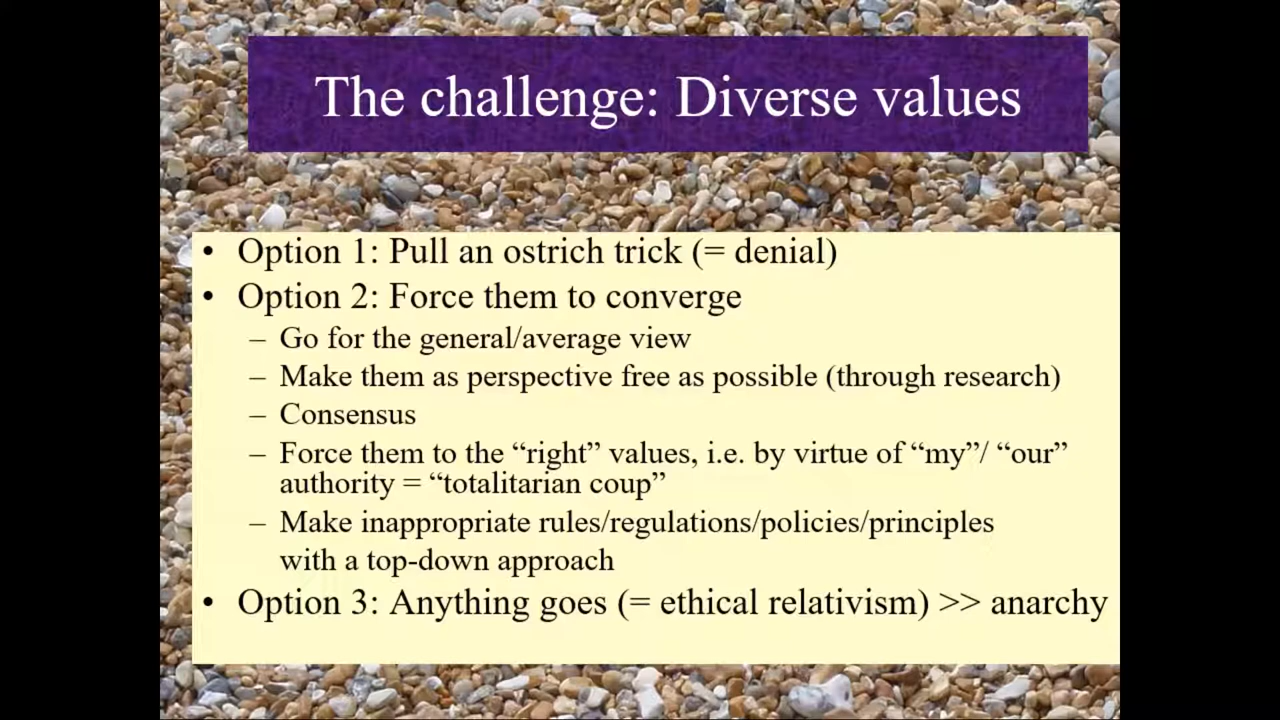 The challenge: Diverse values
• Option 1: Pull an ostrich trick (= denial)
• Option 2: Force them to converge
– Go for the general/average view
– Make them as perspective free as possible (through research)
– Consensus
– Force them to the “right” values, i.e. by virtue of “my”/ “our”
authority = “totalitarian coup”
– Make inappropriate rules/regulations/policies/principles
with a top-down approach
• Option 3: Anything goes (= ethical relativism) >> anarchy